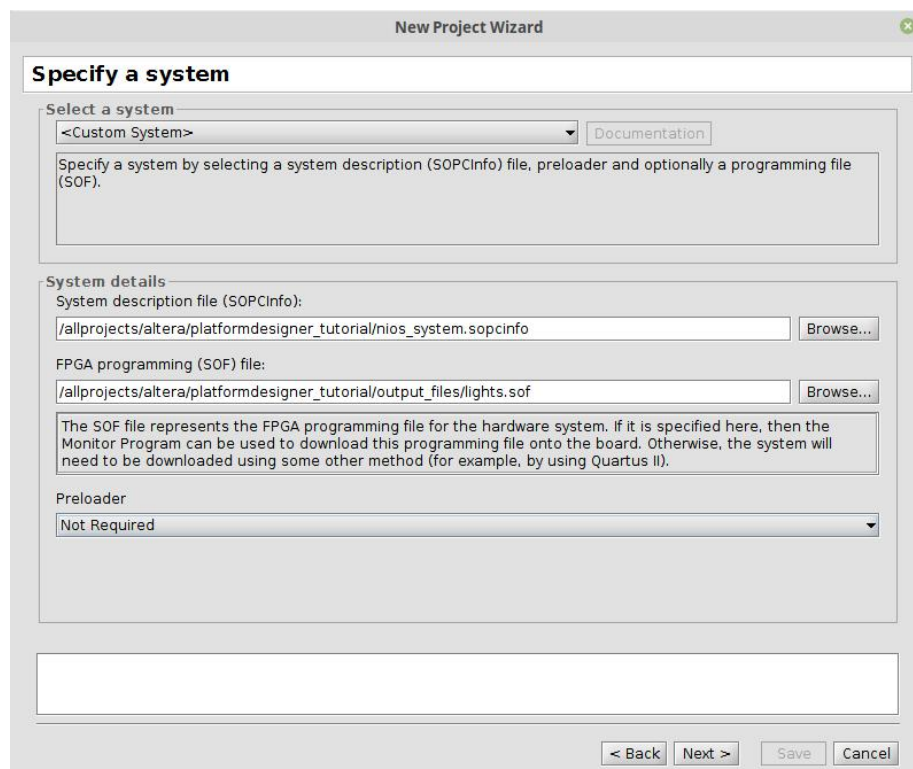 New Project Wizard
Specify a system
Select a system
<Custom System>
Documentation
Specify a system by selecting a system description (SOPCInfo) file, preloader and optionally a programming file
(SOF).
System details
System description file (SOPCInfo):
/allprojects/altera/platformdesigner_tutorial/nios_system.sopcinfo
Browse...
FPGA programming (SOF) file:
/allprojects/altera/platformdesigner_tutorial/output_files/lights.sof
Browse...
The SOF file represents the FPGA programming file for the hardware system. If it is specified here, then the
Monitor Program can be used to download this programming file onto the board. Otherwise, the system will
need to be downloaded using some other method (for example, by using Quartus II).
Preloader
Not Required
< Back
Next >
Save
Cancel